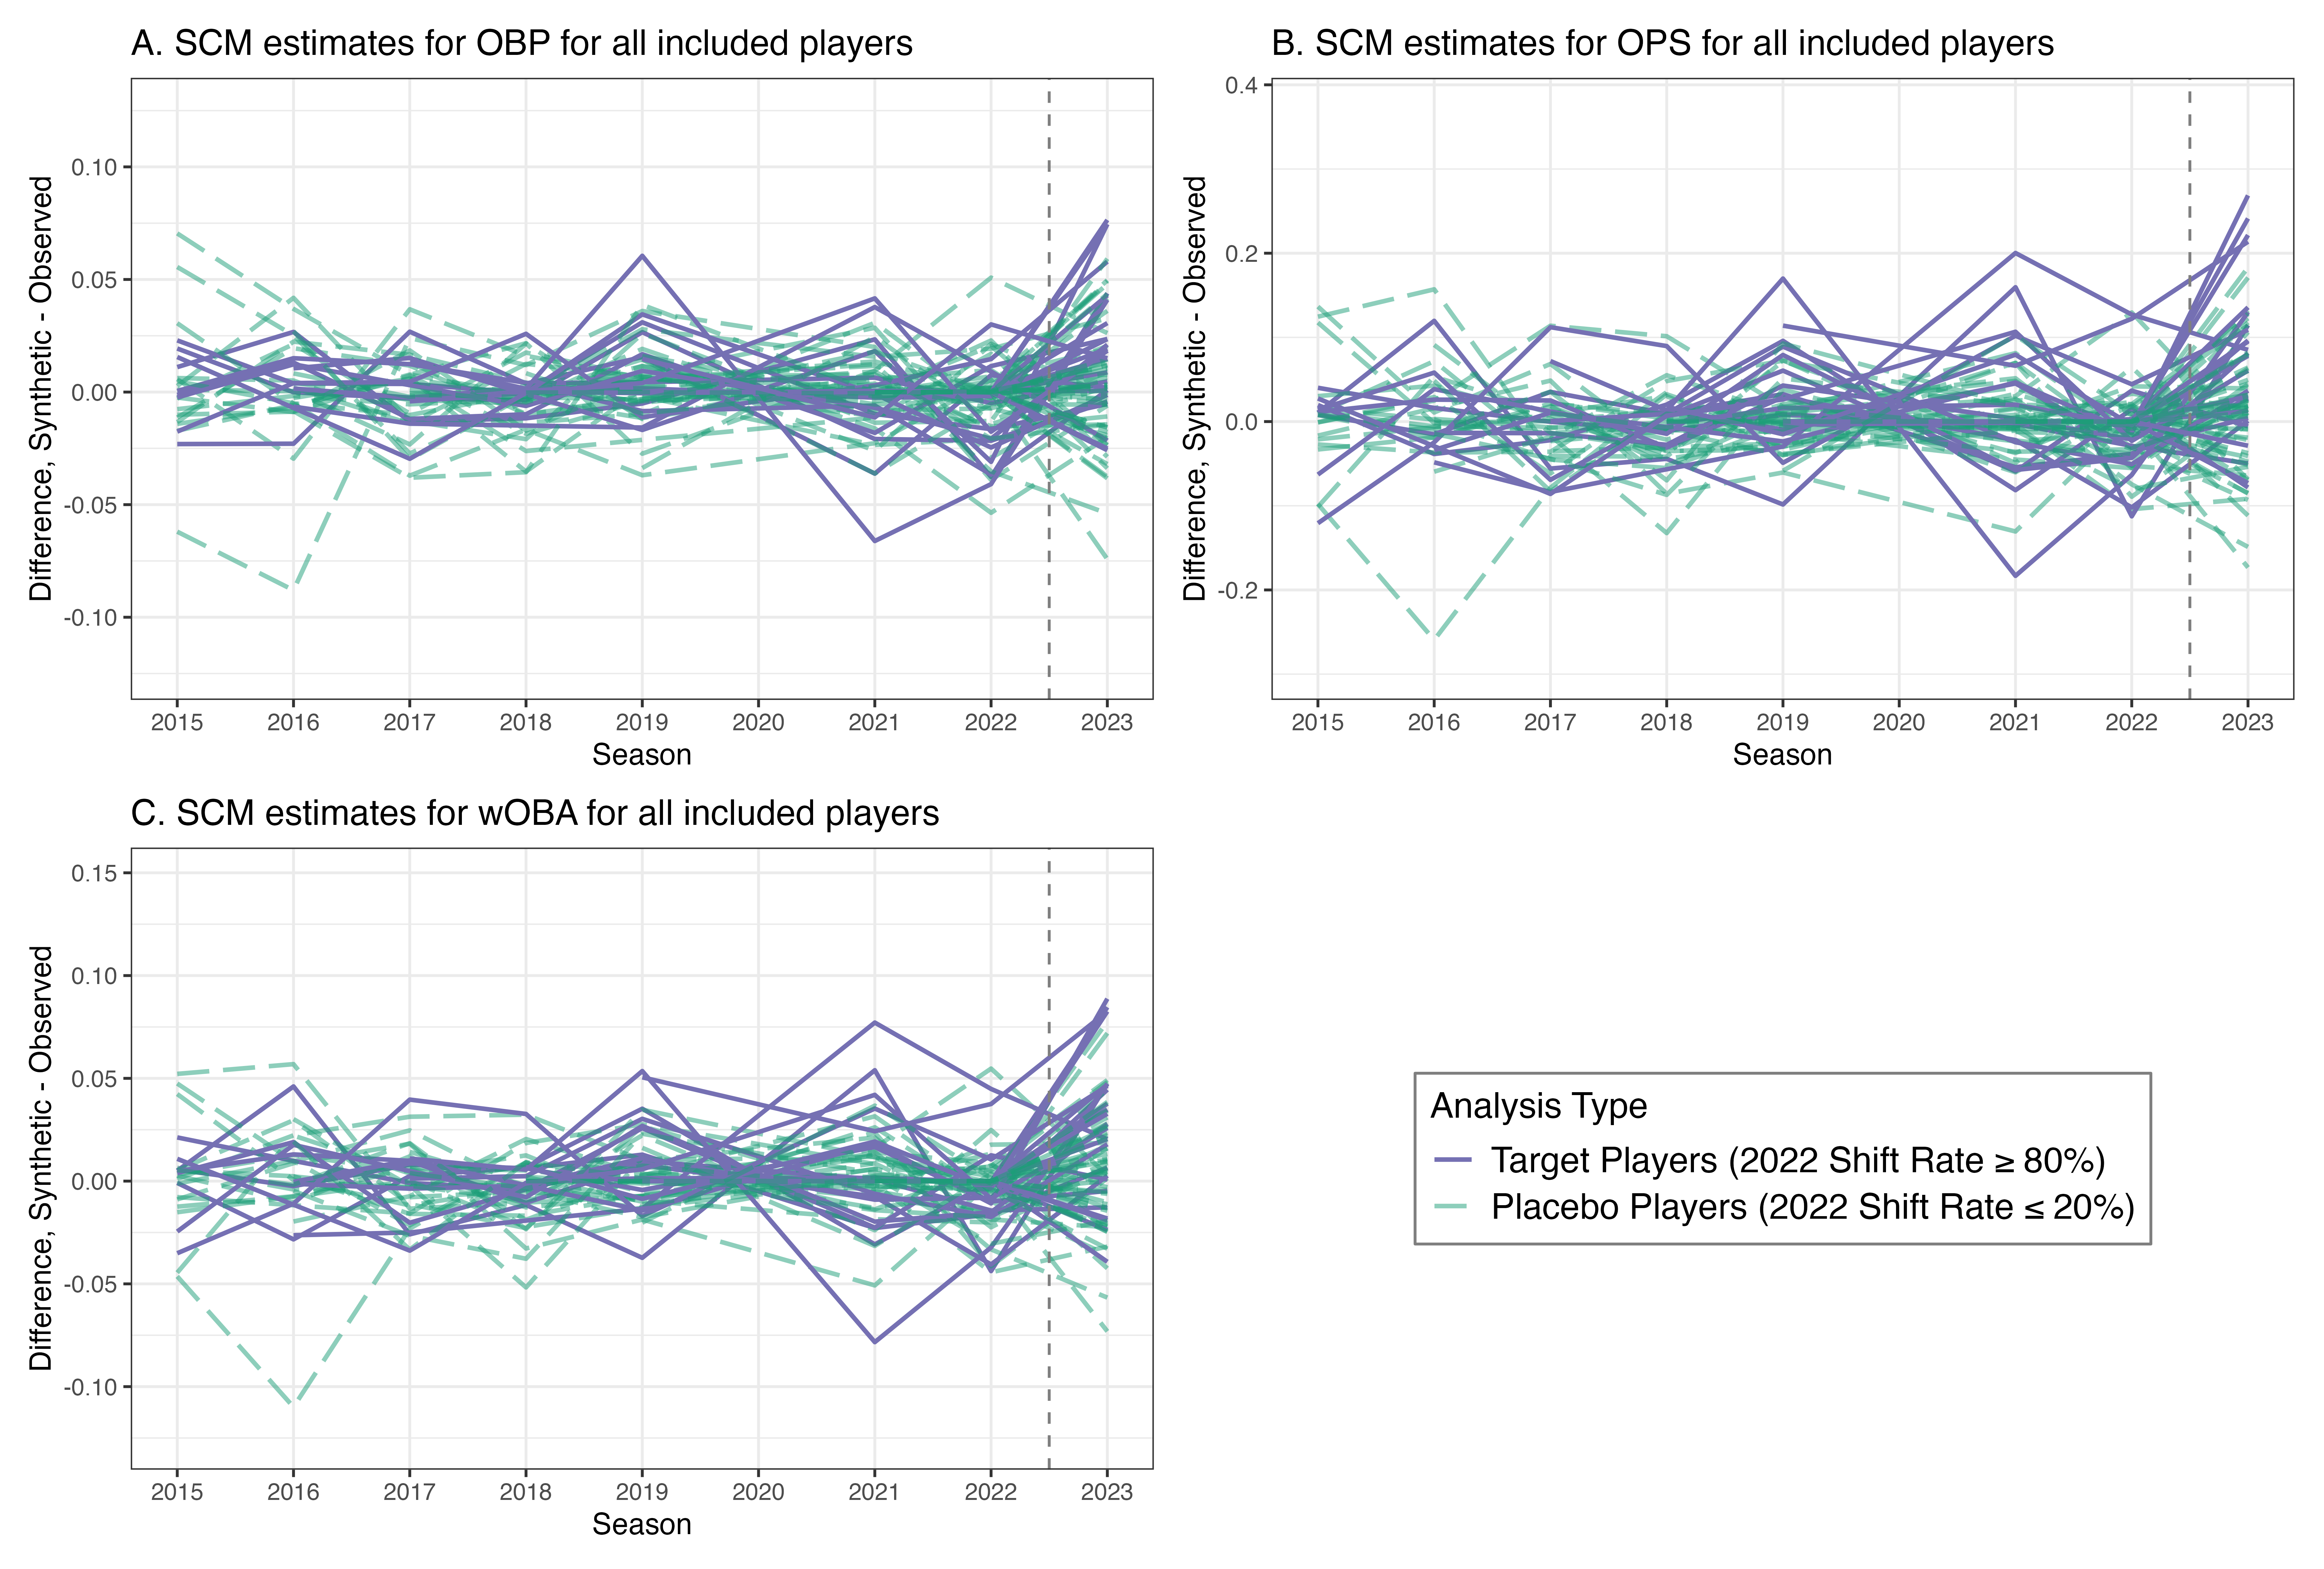 A. SCM estimates for OBP for all included players
Difference, Synthetic - Observed
0.10
0.05
0.00
-0.05
-0.10
2015 2016 2017 2018 2019 2020 2021 2022 2023
Season
B. SCM estimates for OPS for all included players
Difference, Synthetic - Observed
0.4
0.2
0.0
-0.2
2015 2016 2017 2018 2019 2020 2021 2022 2023
Season
C. SCM estimates for wOBA for all included players
Difference, Synthetic - Observed
0.15
0.10
0.05
0.00
-0.05
-0.10
2015 2016 2017 2018 2019 2020 2021 2022 2023
Season
Analysis Type
Target Players (2022 Shift Rate ≥ 80%)
Placebo Players (2022 Shift Rate ≤ 20%)